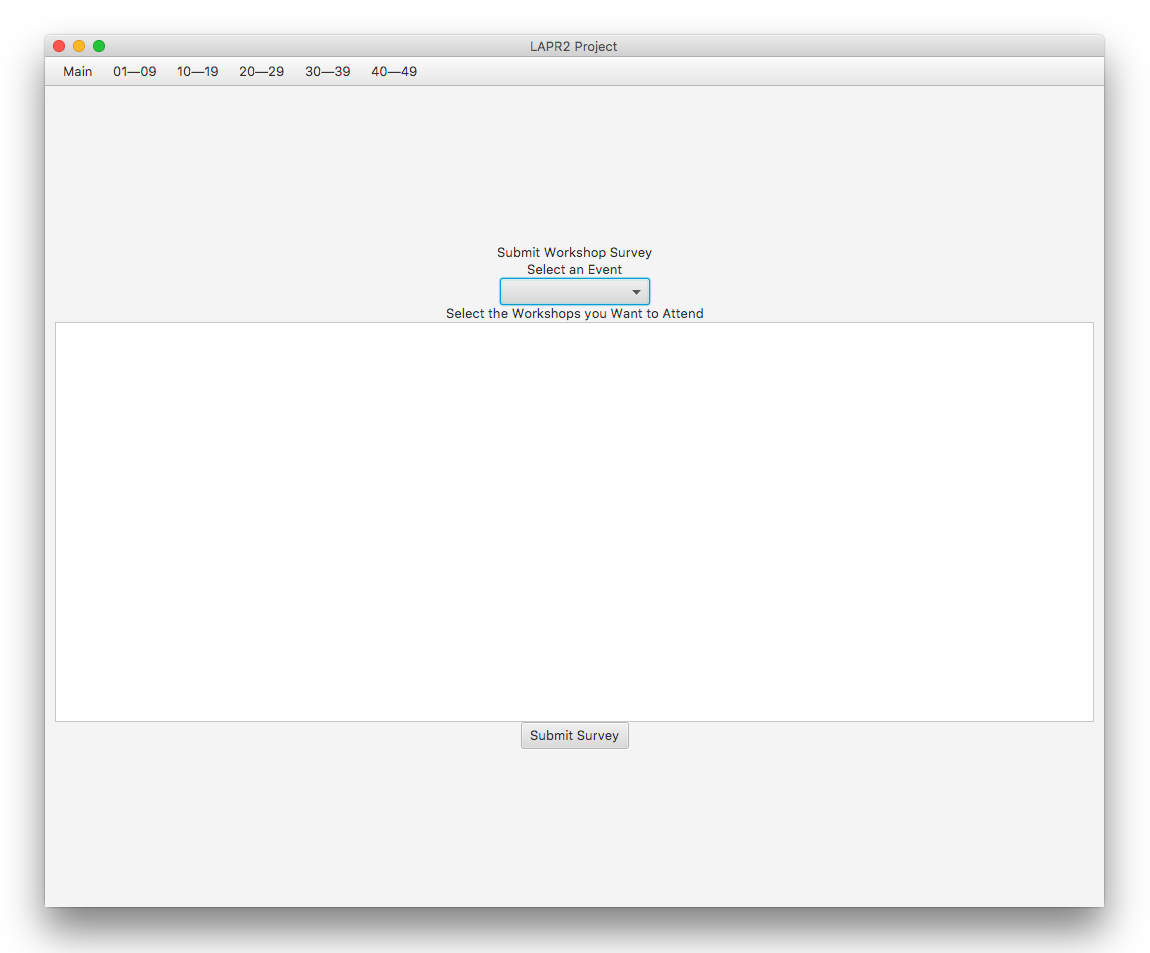 LAPR2 Project
Main 01—09 10—19 20—29 30—39 40—49
Submit Workshop Survey
Select an Event
Select the Workshops you Want to Attend
Submit Survey